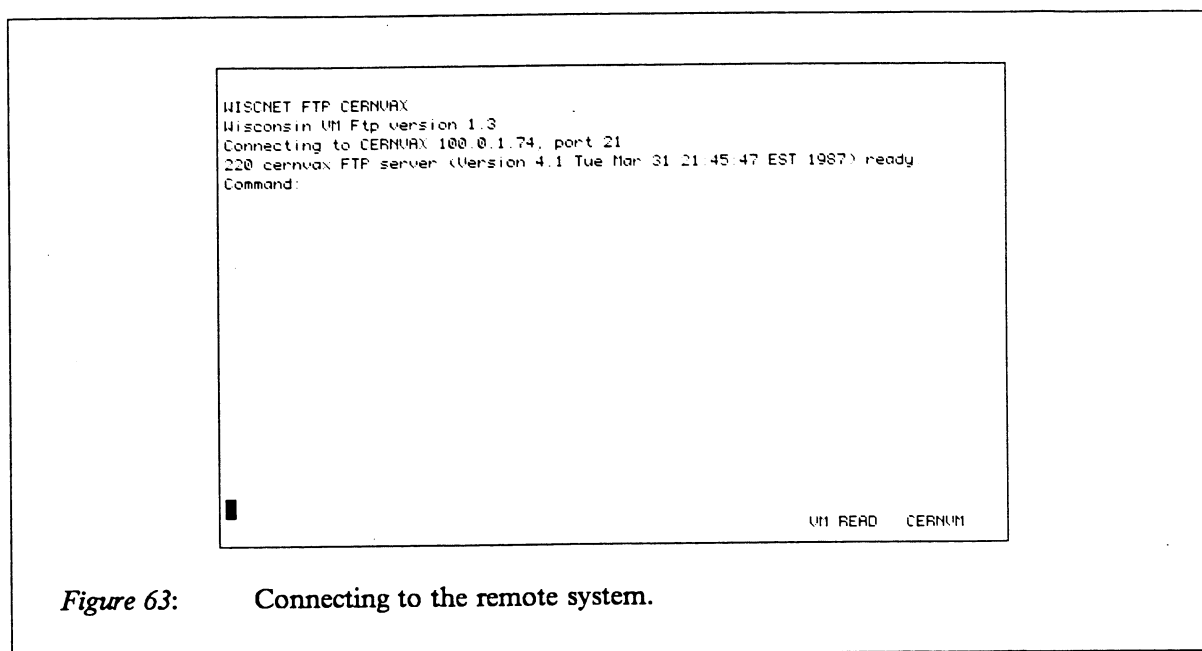 WISCNET FTP CERNVAX
Wisconsin VM Ftp version 1.3
Connecting to CERNVAX 100.0.1.74, port 21
220 cernvax FTP server (Version 4.1 Tue Mar 31 21:45:47 EST 1987) ready
Command:
VM READ CERNVM
Figure 63: Connecting to the remote system.